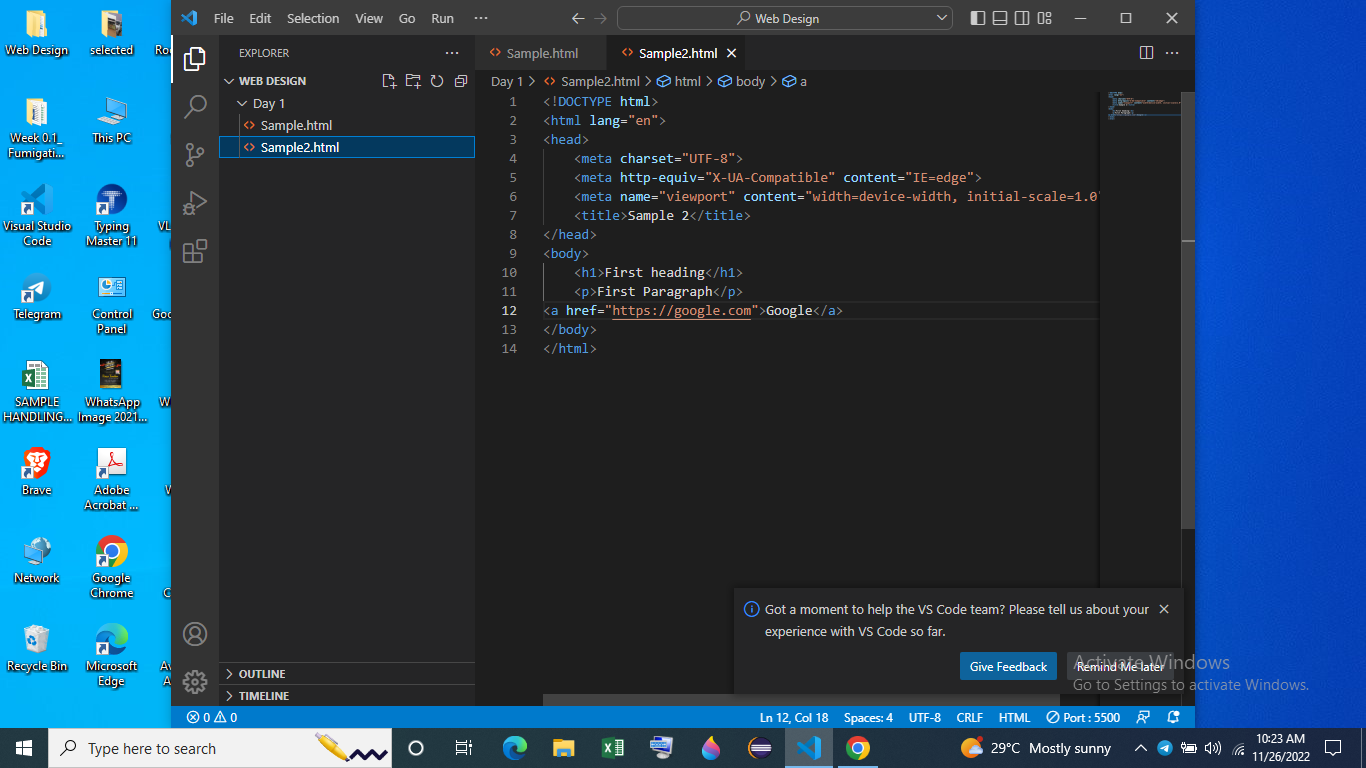 Web Design
selected
Week 0.1_
Fumigati...
This PC
Visual Studio
Code
Typing
Master 11
VL
Telegram
Control
Panel
Goo
SAMPLE
HANDLING...
WhatsApp
Image 2021...
Brave
Adobe
Acrobat ...
Network
Google
Chrome
Recycle Bin
Microsoft
Edge
File Edit Selection View Go Run ···
Web Design
EXPLORER
WEB DESIGN
Day 1
Sample.html
Sample2.html
OUTLINE
TIMELINE
Sample.html Sample2.html
Day 1 > Sample2.html > html > body > a
1 <!DOCTYPE html>
2 <html lang="en">
3 <head>
4 <meta charset="UTF-8">
5 <meta http-equiv="X-UA-Compatible" content="IE=edge">
6 <meta name="viewport" content="width=device-width, initial-scale=1.0"
7 <title>Sample 2</title>
8 </head>
9 <body>
10 <h1>First heading</h1>
11 <p>First Paragraph</p>
12 <a href="https://google.com">Google</a>
13 </body>
14 </html>
Got a moment to help the VS Code team? Please tell us about your
experience with VS Code so far.
Give Feedback Remind Me later
Activate Windows
Go to Settings to activate Windows.
0 0 Ln 12, Col 18 Spaces: 4 UTF-8 CRLF HTML Port : 5500
Type here to search
29°C Mostly sunny
10:23 AM
11/26/2022